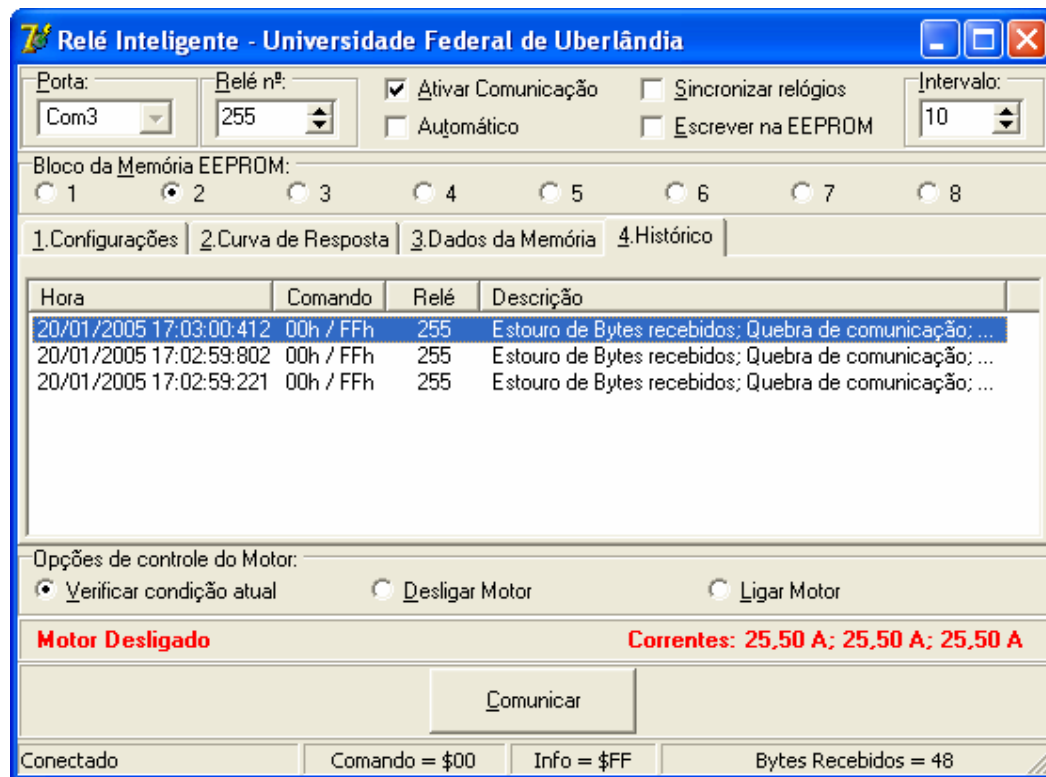 Relé Inteligente - Universidade Federal de Uberlândia
Porta: Relé nº: Ativar Comunicação Sincronizar relógios Intervalo:
Com3 255 Automático Escrever na EEPROM 10
Bloco da Memória EEPROM:
1 2 3 4 5 6 7 8
1.Configurações 2.Curva de Resposta 3.Dados da Memória 4.Histórico
Hora Comando Relé Descrição
20/01/2005 17:03:00:412 00h / FFh 255 Estouro de Bytes recebidos; Quebra de comunicação; ...
20/01/2005 17:02:59:802 00h / FFh 255 Estouro de Bytes recebidos; Quebra de comunicação; ...
20/01/2005 17:02:59:221 00h / FFh 255 Estouro de Bytes recebidos; Quebra de comunicação; ...
Opções de controle do Motor:
Verificar condição atual Desligar Motor Ligar Motor
Motor Desligado Correntes: 25,50 A; 25,50 A; 25,50 A
Comunicar
Conectado Comando = $00 Info = $FF Bytes Recebidos = 48